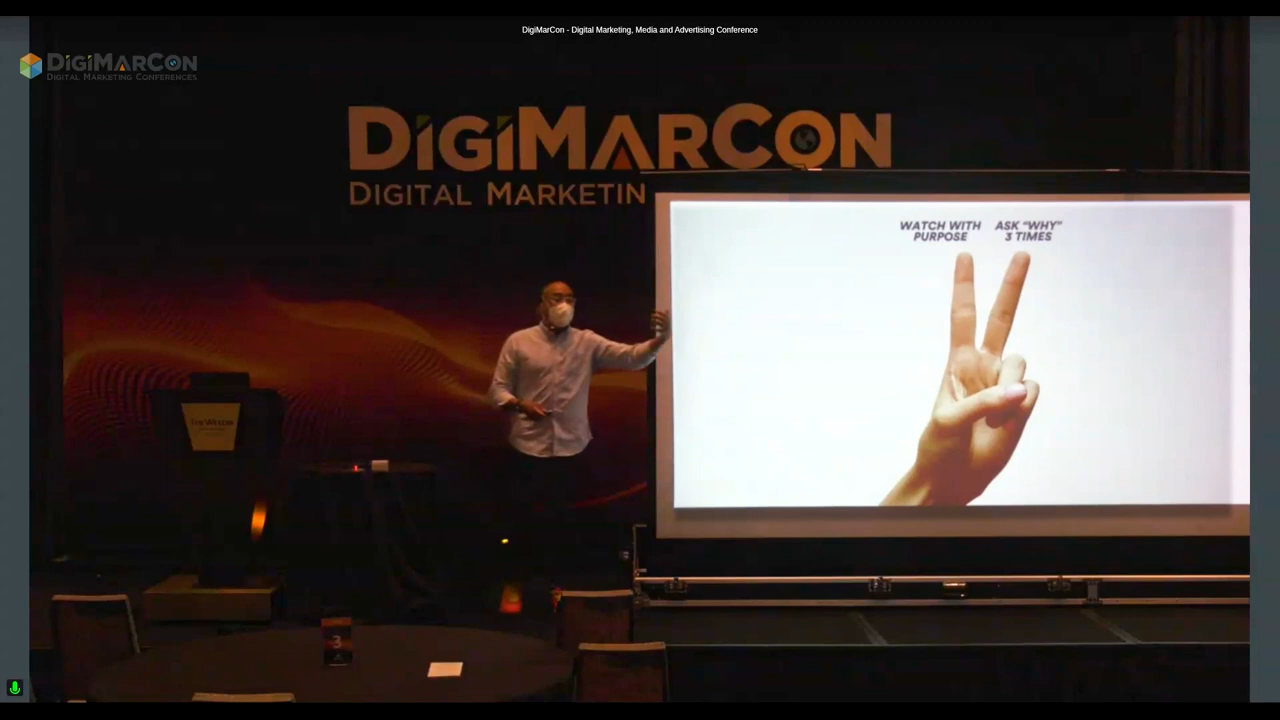 DigiMarCon - Digital Marketing, Media and Advertising Conference
DIGIMARCON
DIGITAL MARKETING CONFERENCES
DIGIMARCON
DIGITAL MARKETIN
WATCH WITH
PURPOSE
ASK “WHY”
3 TIMES
DIGIMARCON
3